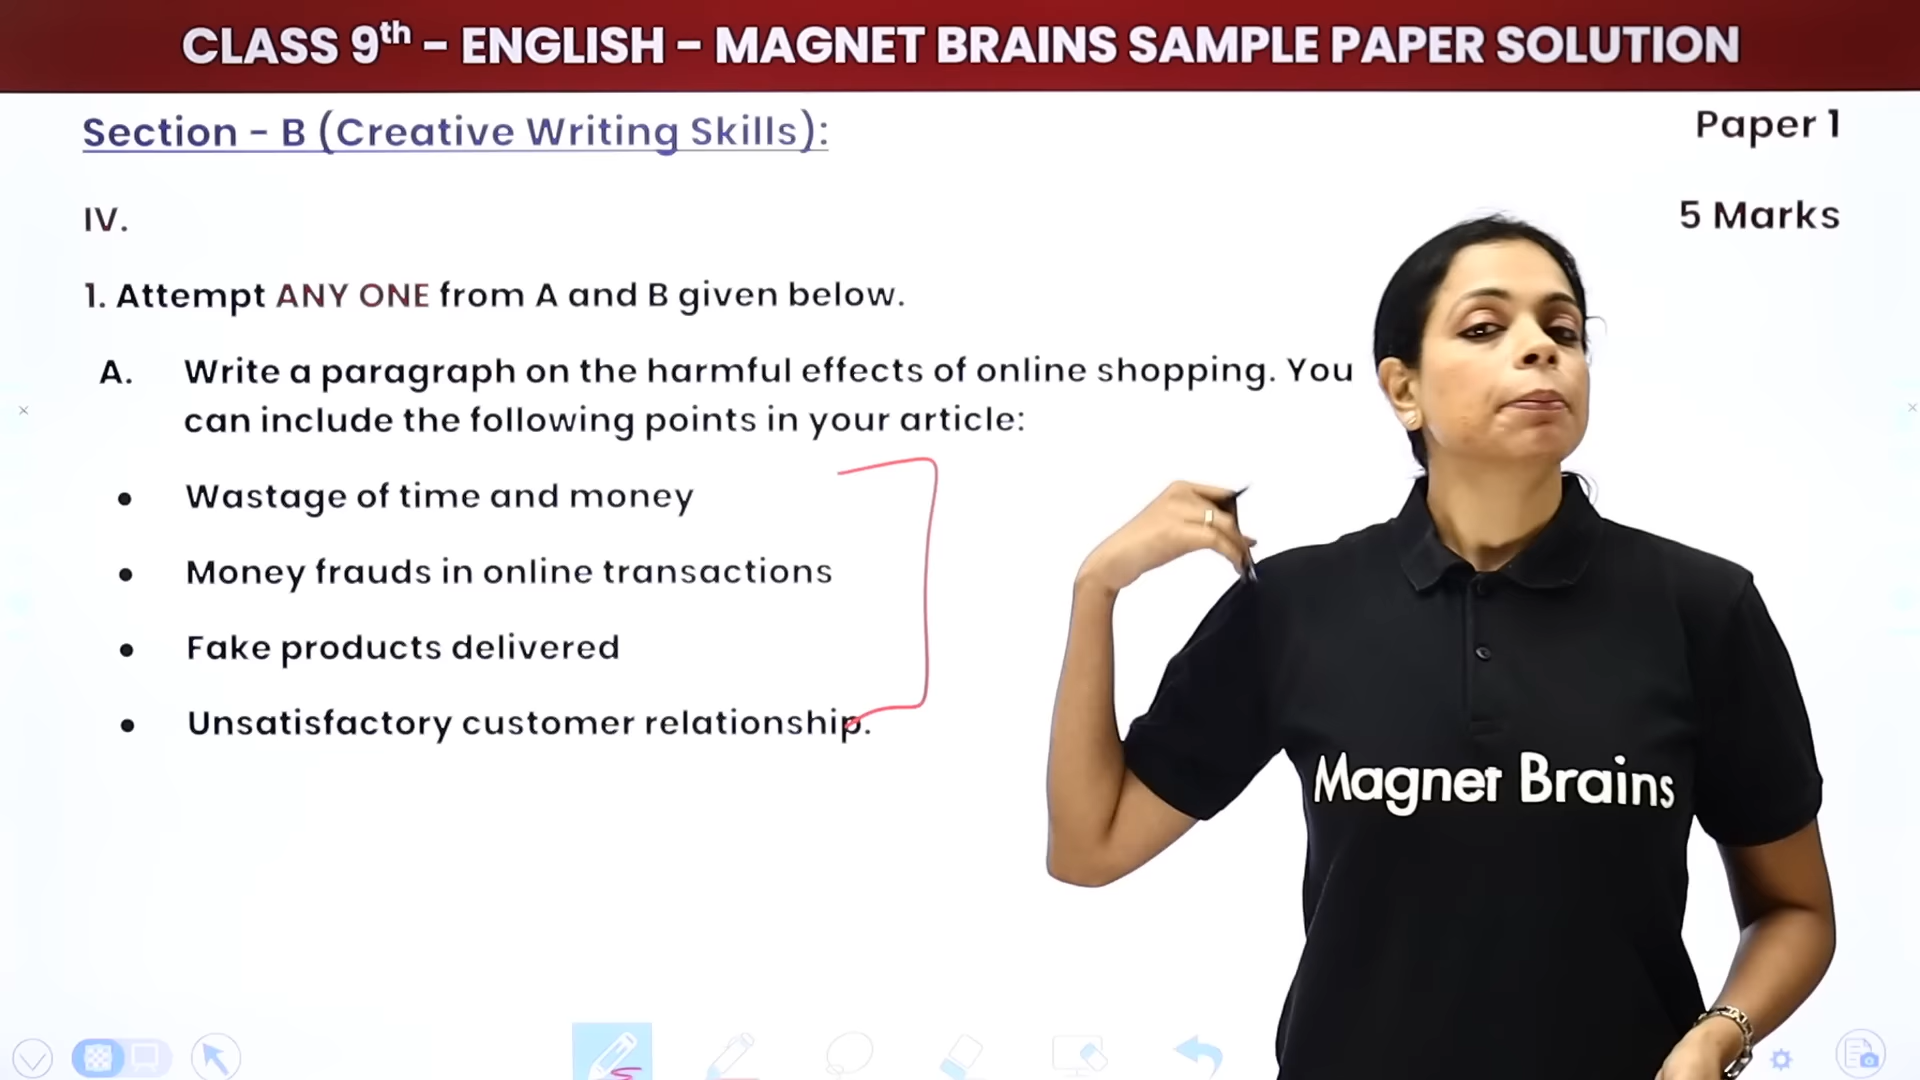 CLASS 9th – ENGLISH – MAGNET BRAINS SAMPLE PAPER SOLUTION
Section – B (Creative Writing Skills):
Paper 1
IV.
5 Marks
1. Attempt ANY ONE from A and B given below.
A. Write a paragraph on the harmful effects of online shopping. You
can include the following points in your article:
• Wastage of time and money
• Money frauds in online transactions
• Fake products delivered
• Unsatisfactory customer relationship.
Magnet Brains